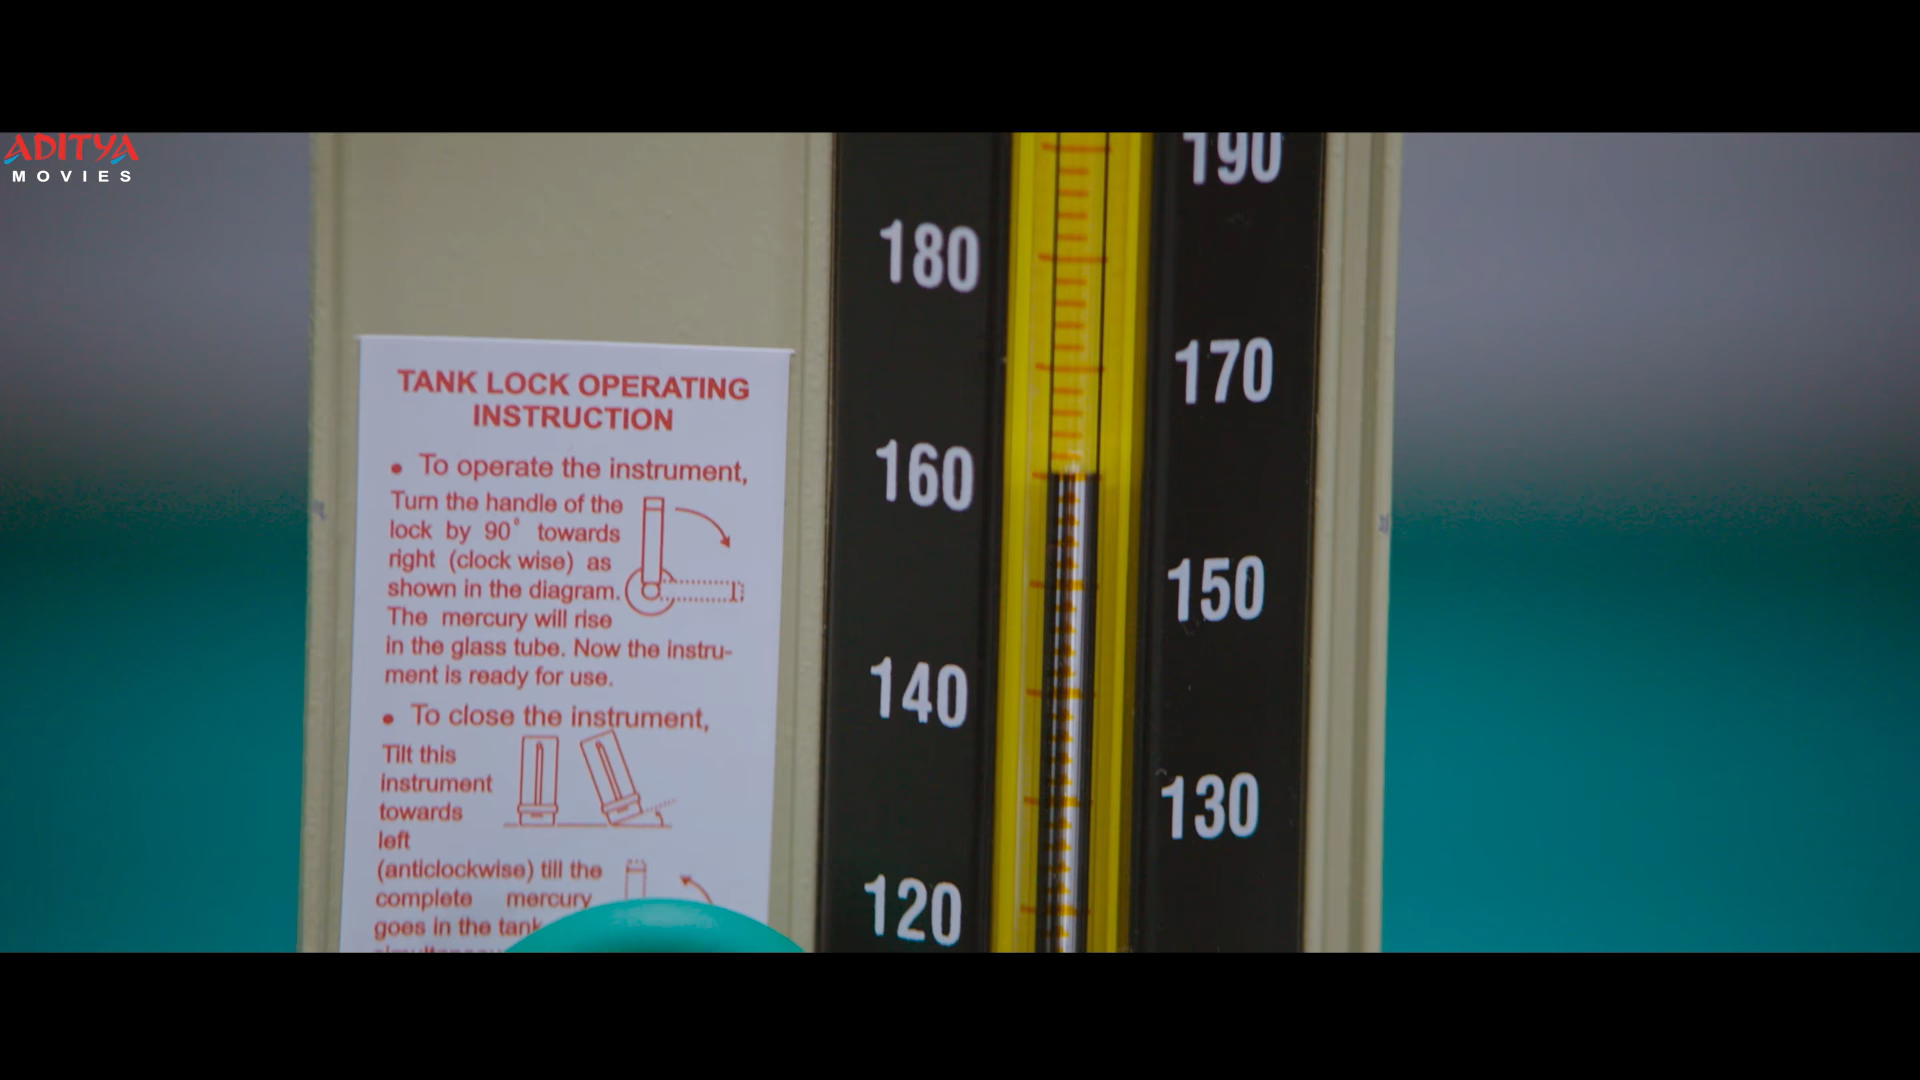 ADITYA
MOVIES
TANK LOCK OPERATING
INSTRUCTION
• To operate the instrument,
Turn the handle of the
lock by 90° towards
right (clock wise) as
shown in the diagram.
The mercury will rise
in the glass tube. Now the instru-
ment is ready for use.
• To close the instrument,
Tilt this
instrument
towards
left
(anticlockwise) till the
complete mercury
goes in the tank
190
180
170
160
150
140
130
120